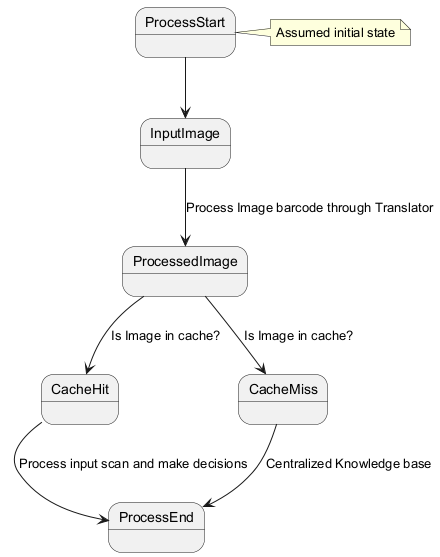 ProcessStart
Assumed initial state
InputImage
Process Image barcode through Translator
ProcessedImage
Is Image in cache?
Is Image in cache?
CacheHit
CacheMiss
Process input scan and make decisions
Centralized Knowledge base
ProcessEnd